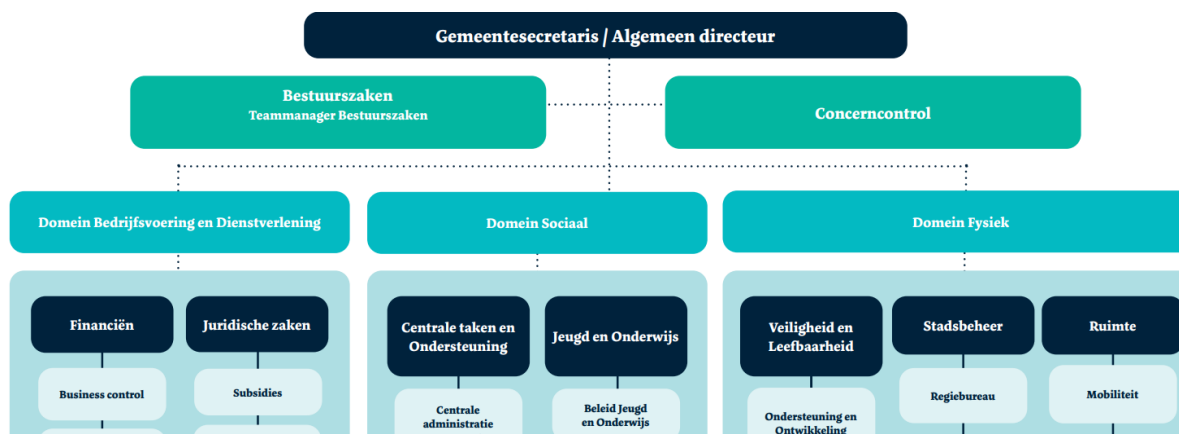 Gemeentesecretaris / Algemeen directeur
Bestuurszaken
Teammanager Bestuurszaken
Concerncontrol
Domein Bedrijfsvoering en Dienstverlening
Domein Sociaal
Domein Fysiek
Financiën
Juridische zaken
Centrale taken en
Ondersteuning
Jeugd en Onderwijs
Veiligheid en
Leefbaarheid
Stadsbeheer
Ruimte
Business control
Subsidies
Centrale
administratie
Beleid Jeugd
en Onderwijs
Ondersteuning en
Ontwikkeling
Regiebureau
Mobiliteit